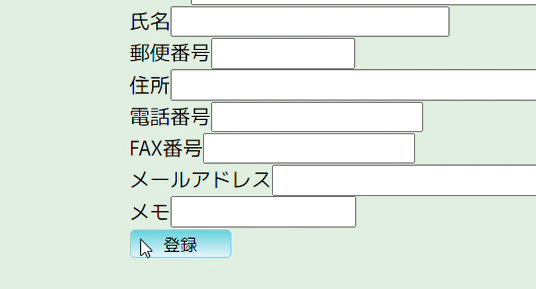 氏名
郵便番号
住所
電話番号
FAX番号
メールアドレス
メモ
登録